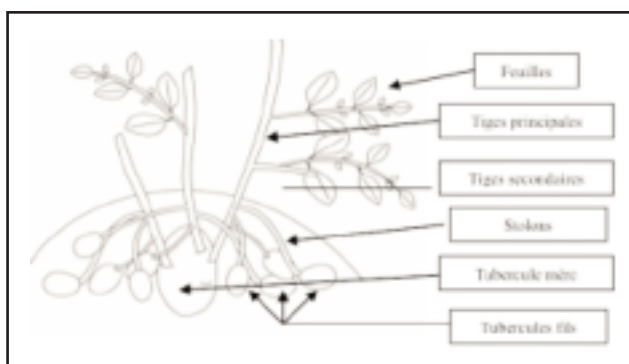 Feuilles
Tiges principales
Tiges secondaires
Stolons
Tubercule mère
Tubercules fils